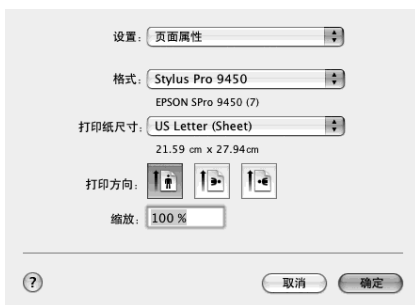 设置： 页面属性
格式： Stylus Pro 9450
EPSON SPro 9450 (7)
打印纸尺寸： US Letter (Sheet)
21.59 cm x 27.94 cm
打印方向：
缩放： 100 %
? 取消 确定